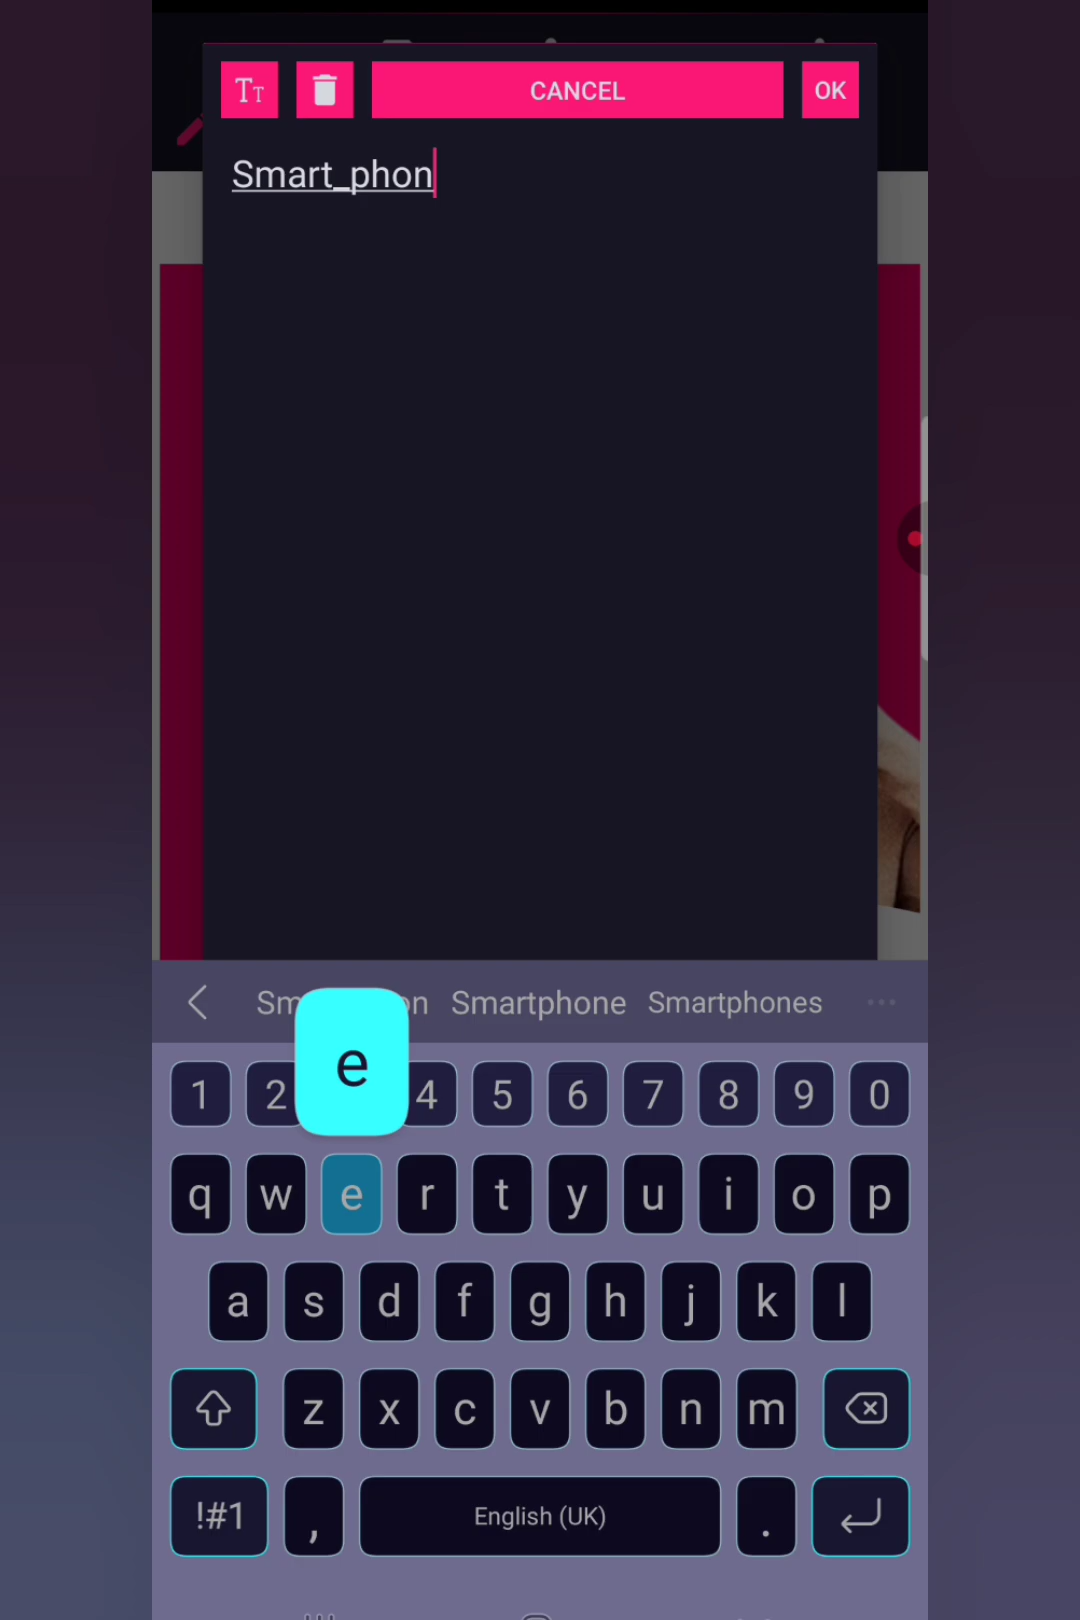 Tт CANCEL OK
Smart_phon
Smartphone Smartphones ...
e
1 2 4 5 6 7 8 9 0
q w e r t y u i o p
a s d f g h j k l
z x c v b n m
!#1 , English (UK) .